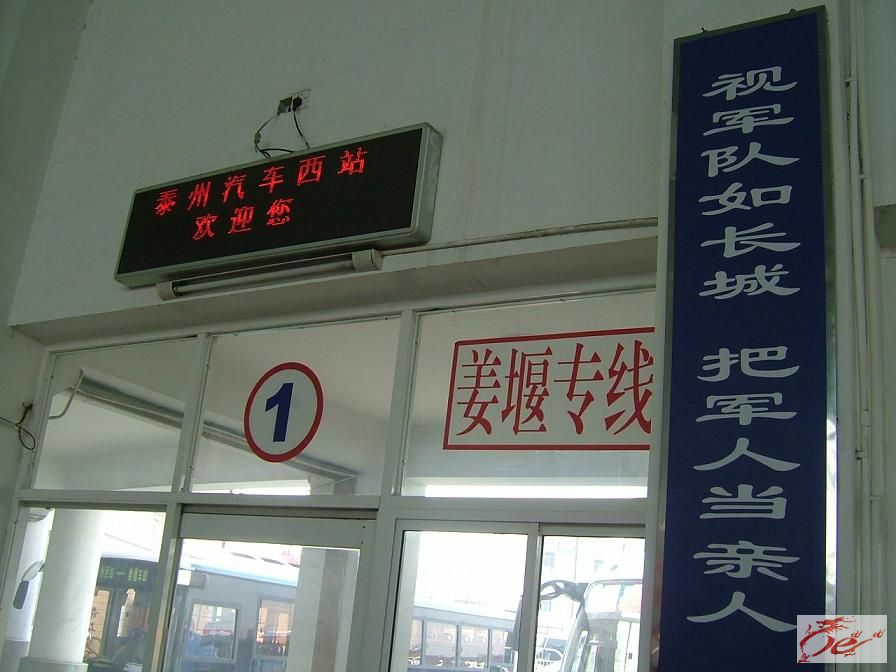 泰州汽车西站
欢迎您
1
姜堰专线
视军队如长城 把军人当亲人